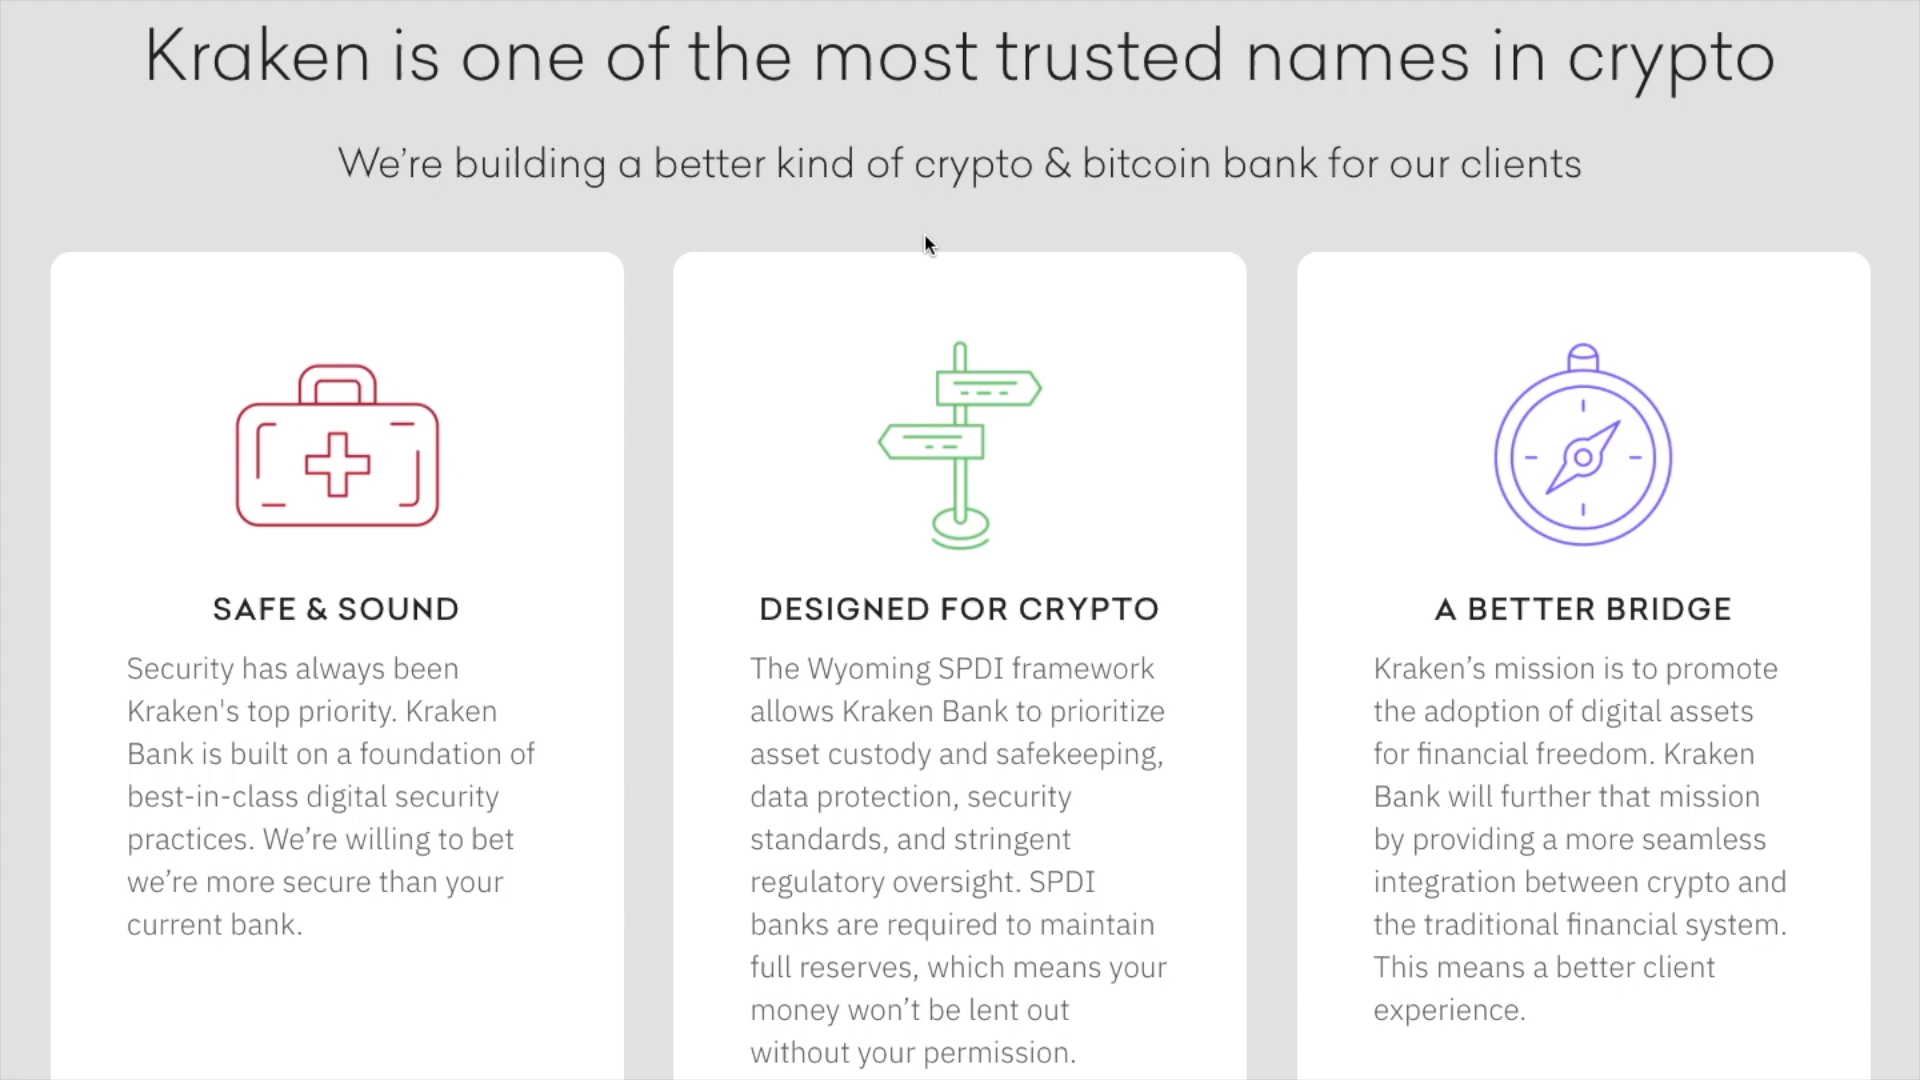 Kraken is one of the most trusted names in crypto
We’re building a better kind of crypto & bitcoin bank for our clients
SAFE & SOUND
Security has always been
Kraken's top priority. Kraken
Bank is built on a foundation of
best-in-class digital security
practices. We’re willing to bet
we’re more secure than your
current bank.
DESIGNED FOR CRYPTO
The Wyoming SPDI framework
allows Kraken Bank to prioritize
asset custody and safekeeping,
data protection, security
standards, and stringent
regulatory oversight. SPDI
banks are required to maintain
full reserves, which means your
money won’t be lent out
without your permission.
A BETTER BRIDGE
Kraken’s mission is to promote
the adoption of digital assets
for financial freedom. Kraken
Bank will further that mission
by providing a more seamless
integration between crypto and
the traditional financial system.
This means a better client
experience.